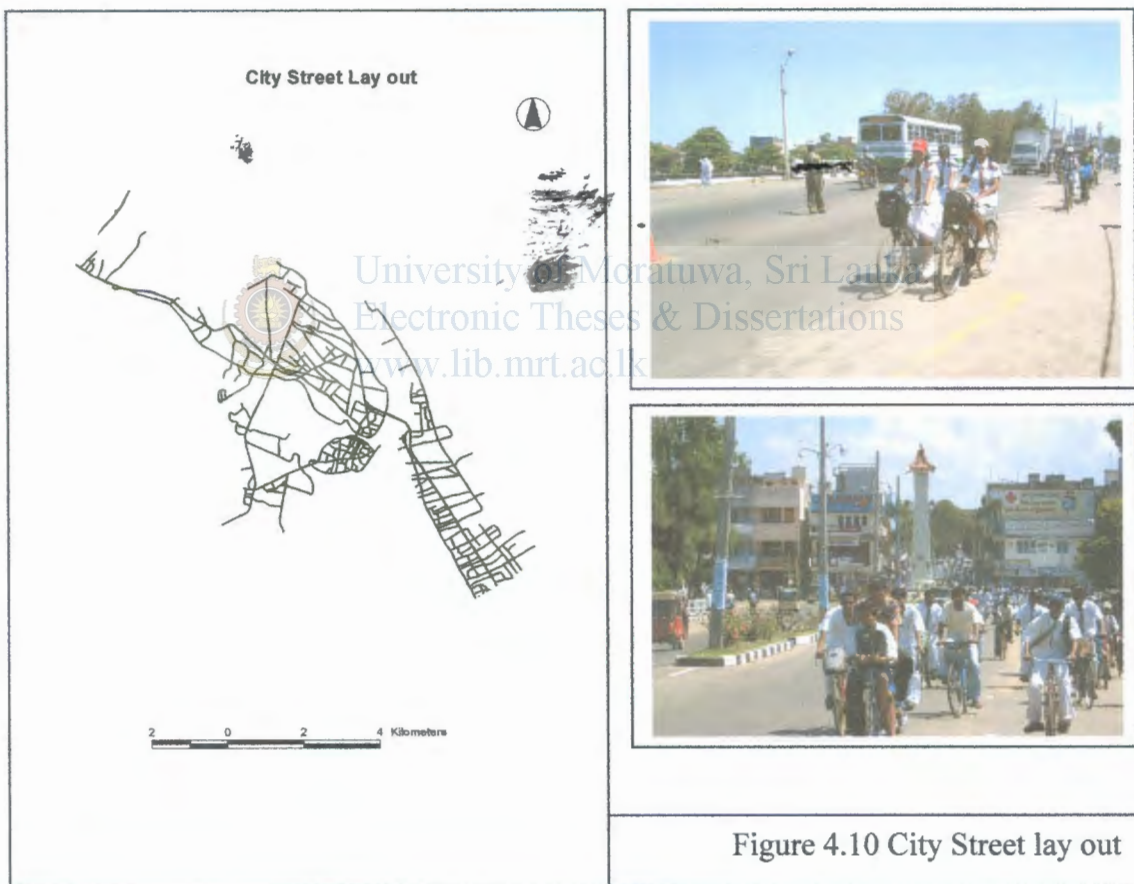 City Street Lay out
University of Moratuwa, Sri Lanka
Electronic Theses & Dissertations
www.lib.mrt.ac.lk
2 0 2 4 Kilometers
Figure 4.10 City Street lay out